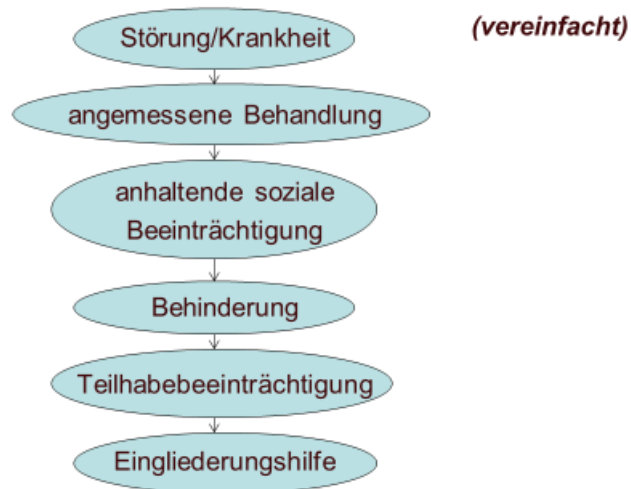 Störung/Krankheit
(vereinfacht)
angemessene Behandlung
anhaltende soziale
Beeinträchtigung
Behinderung
Teilhabebeeinträchtigung
Eingliederungshilfe